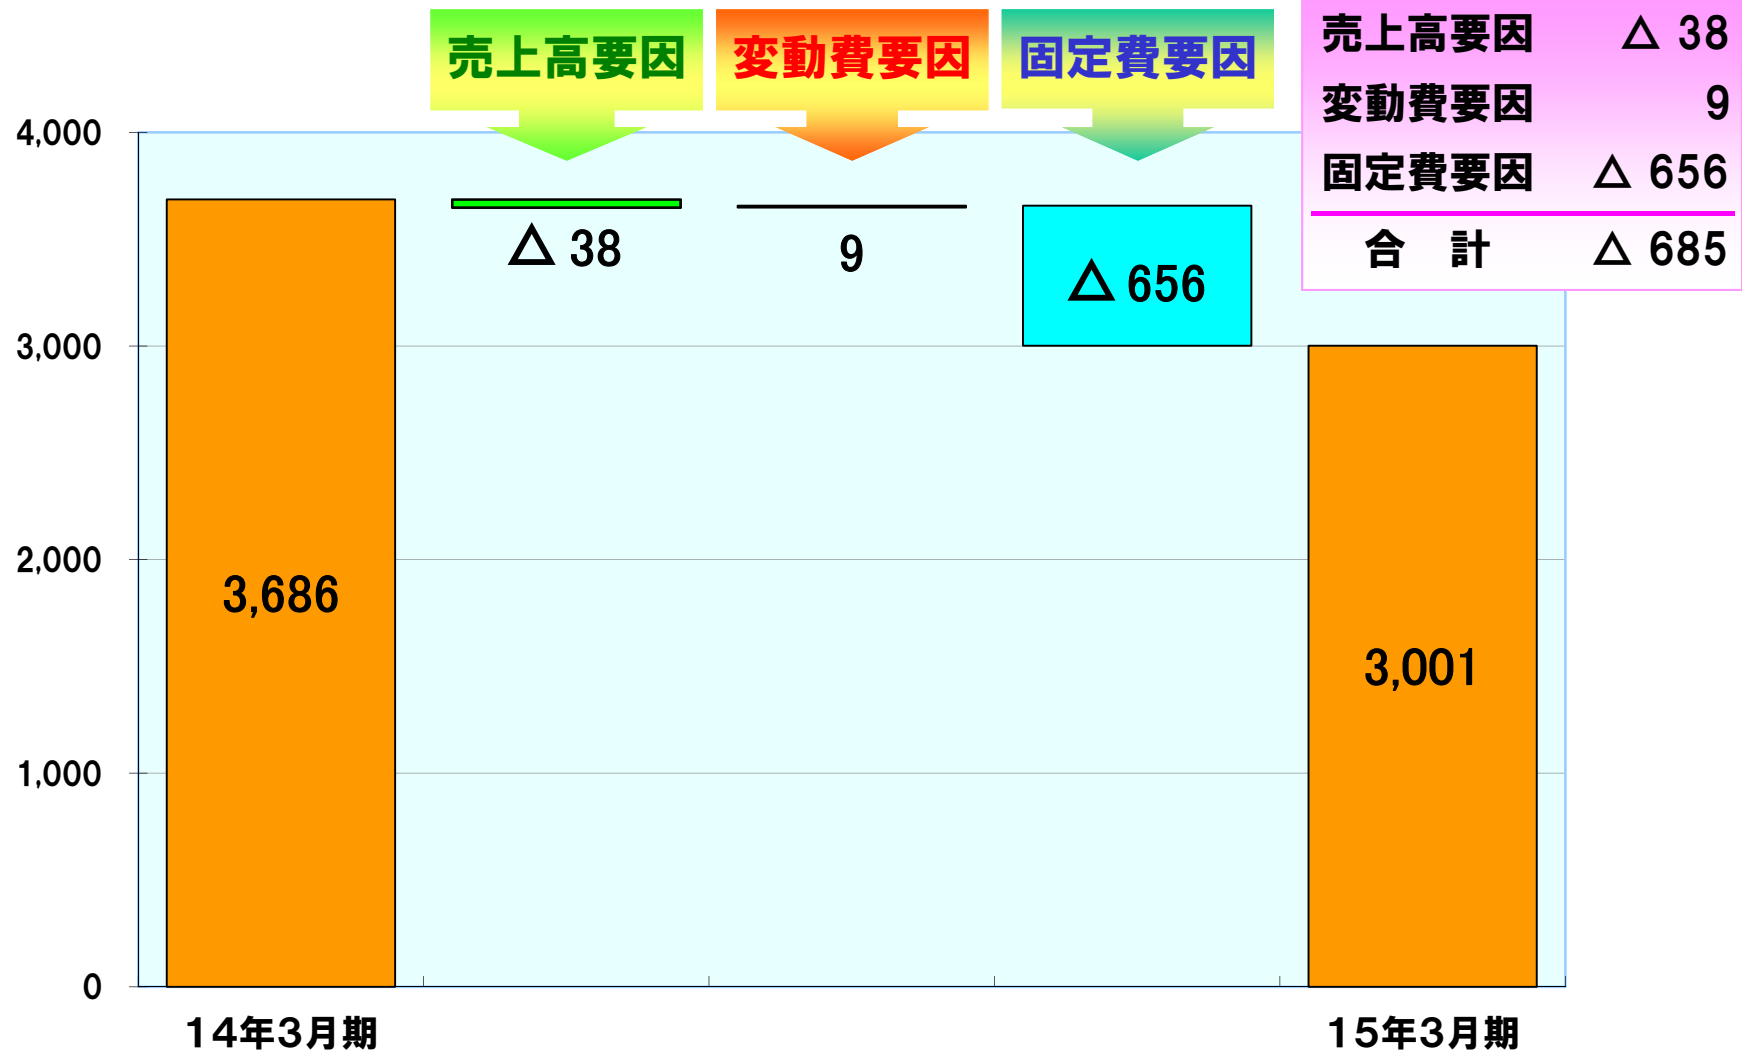 売上高要因
変動費要因
固定費要因
売上高要因 △ 38
変動費要因 9
固定費要因 △ 656
合　計 △ 685
4,000
3,000
2,000
1,000
0
3,686
△ 38
9
△ 656
3,001
14年3月期
15年3月期